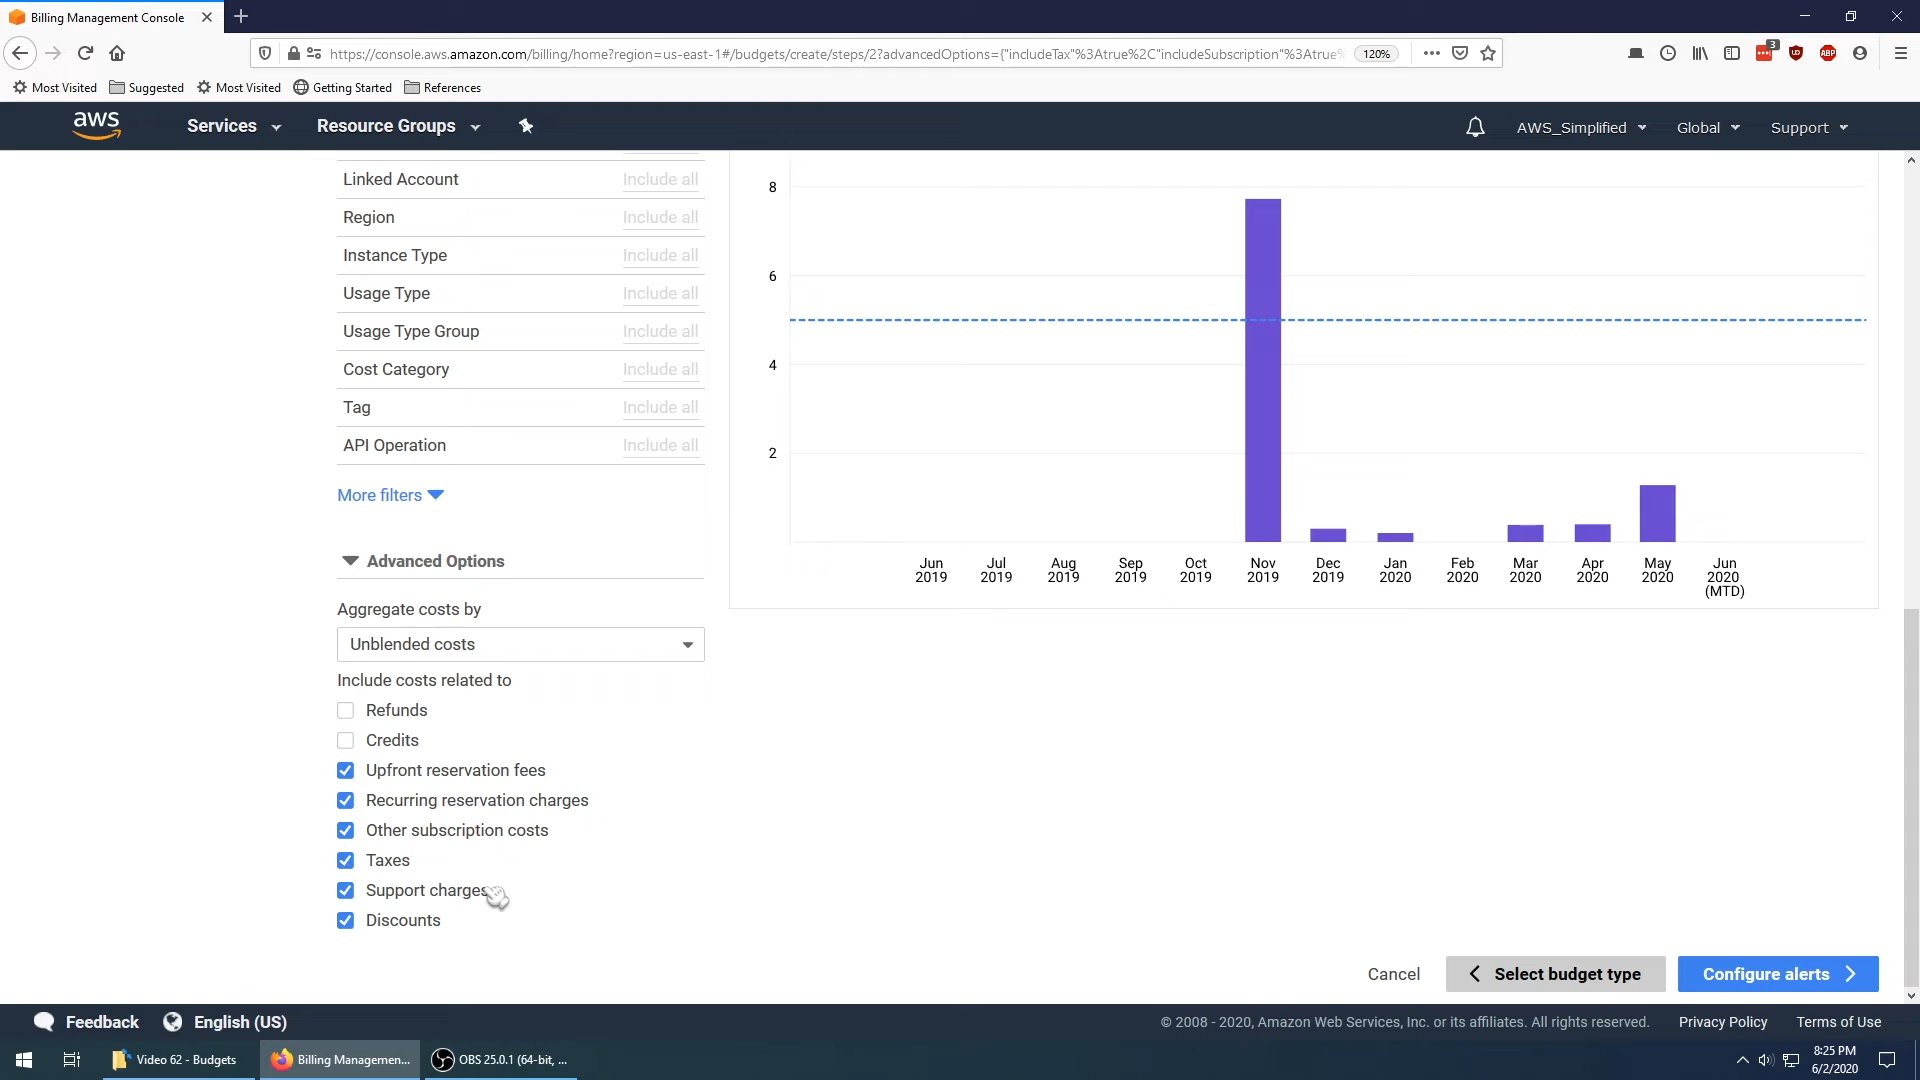 Billing Management Console
https://console.aws.amazon.com/billing/home?region=us-east-1#/budgets/create/steps/2?advancedOptions={"includeTax"%3Atrue%2C"includeSubscription"%3Atrue%
120%
3
Most Visited
Suggested
Most Visited
Getting Started
References
aws
Services
Resource Groups
AWS_Simplified
Global
Support
Linked Account Include all
Region Include all
Instance Type Include all
Usage Type Include all
Usage Type Group Include all
Cost Category Include all
Tag Include all
API Operation Include all
More filters
Advanced Options
Aggregate costs by
Unblended costs
Include costs related to
Refunds
Credits
Upfront reservation fees
Recurring reservation charges
Other subscription costs
Taxes
Support charges
Discounts
8
6
4
2
Jun 2019
Jul 2019
Aug 2019
Sep 2019
Oct 2019
Nov 2019
Dec 2019
Jan 2020
Feb 2020
Mar 2020
Apr 2020
May 2020
Jun 2020 (MTD)
Cancel
Select budget type
Configure alerts
Feedback
English (US)
© 2008 - 2020, Amazon Web Services, Inc. or its affiliates. All rights reserved.
Privacy Policy
Terms of Use
Video 62 - Budgets
Billing Managemen...
OBS 25.0.1 (64-bit, ...
8:25 PM
6/2/2020
ABP